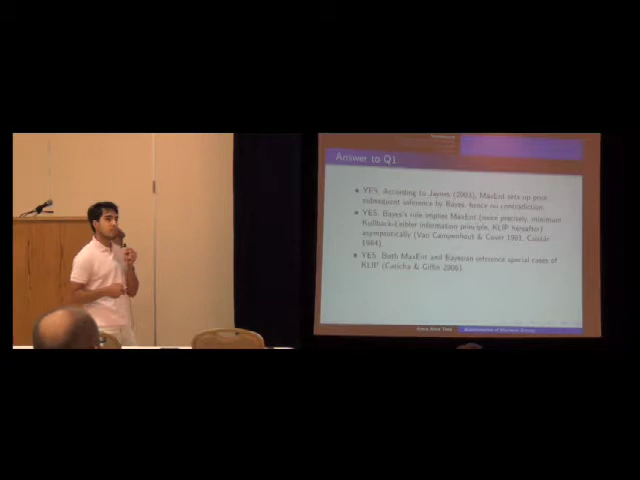 Answer to Q1
YES. According to Jaynes (2003), MaxEnt sets up prior,
subsequent inference by Bayes, hence no contradiction.
YES. Bayes's rule implies MaxEnt (more precisely, minimum
Kullback-Leibler information principle, KLIP hereafter)
asymptotically (Van Campenhout & Cover 1981, Csiszár
1984).
YES. Both MaxEnt and Bayesian inference special cases of
KLIP (Caticha & Giffin 2006).